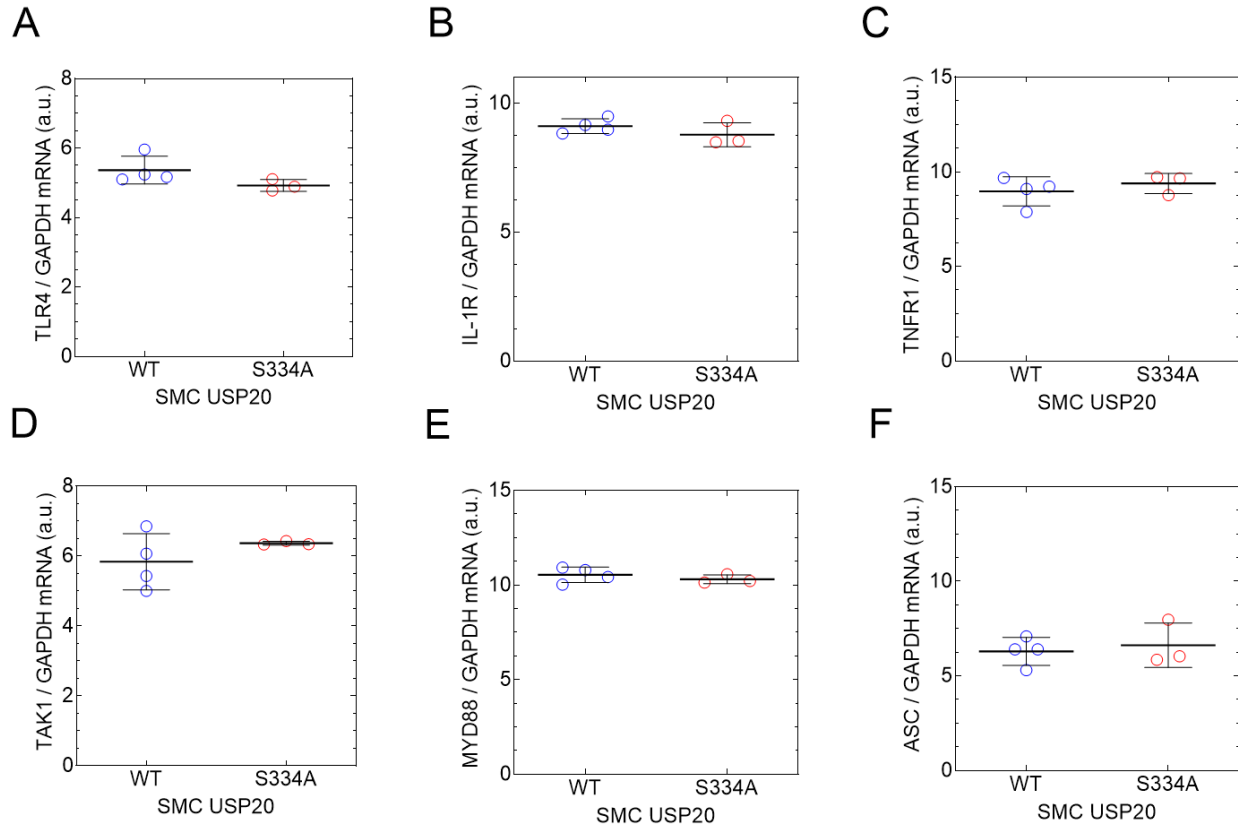 A
TLR4 / GAPDH mRNA (a.u.)
8
6
4
2
0
WT
S334A
SMC USP20
B
IL-1R / GAPDH mRNA (a.u.)
10
5
0
WT
S334A
SMC USP20
C
TNFR1 / GAPDH mRNA (a.u.)
15
10
5
0
WT
S334A
SMC USP20
D
TAK1 / GAPDH mRNA (a.u.)
8
6
4
2
0
WT
S334A
SMC USP20
E
MYD88 / GAPDH mRNA (a.u.)
15
10
5
0
WT
S334A
SMC USP20
F
ASC / GAPDH mRNA (a.u.)
15
10
5
0
WT
S334A
SMC USP20